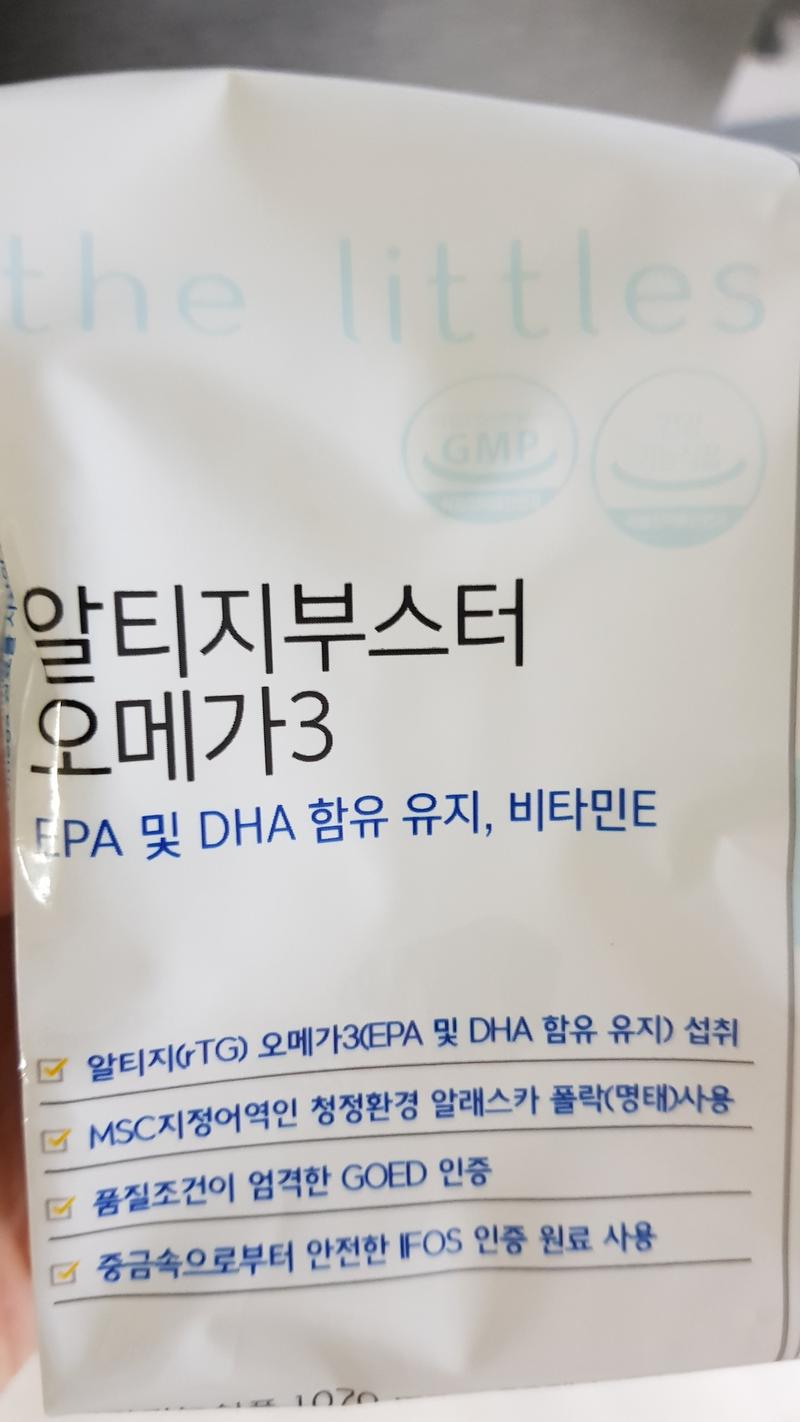 the littles
GMP
알티지부스터
오메가3
EPA 및 DHA 함유 유지, 비타민E
알티지(rTG) 오메가3(EPA 및 DHA 함유 유지) 섭취
MSC지정어역인 청정환경 알래스카 폴락(명태)사용
품질조건이 엄격한 GOED 인증
중금속으로부터 안전한 IFOS 인증 원료 사용